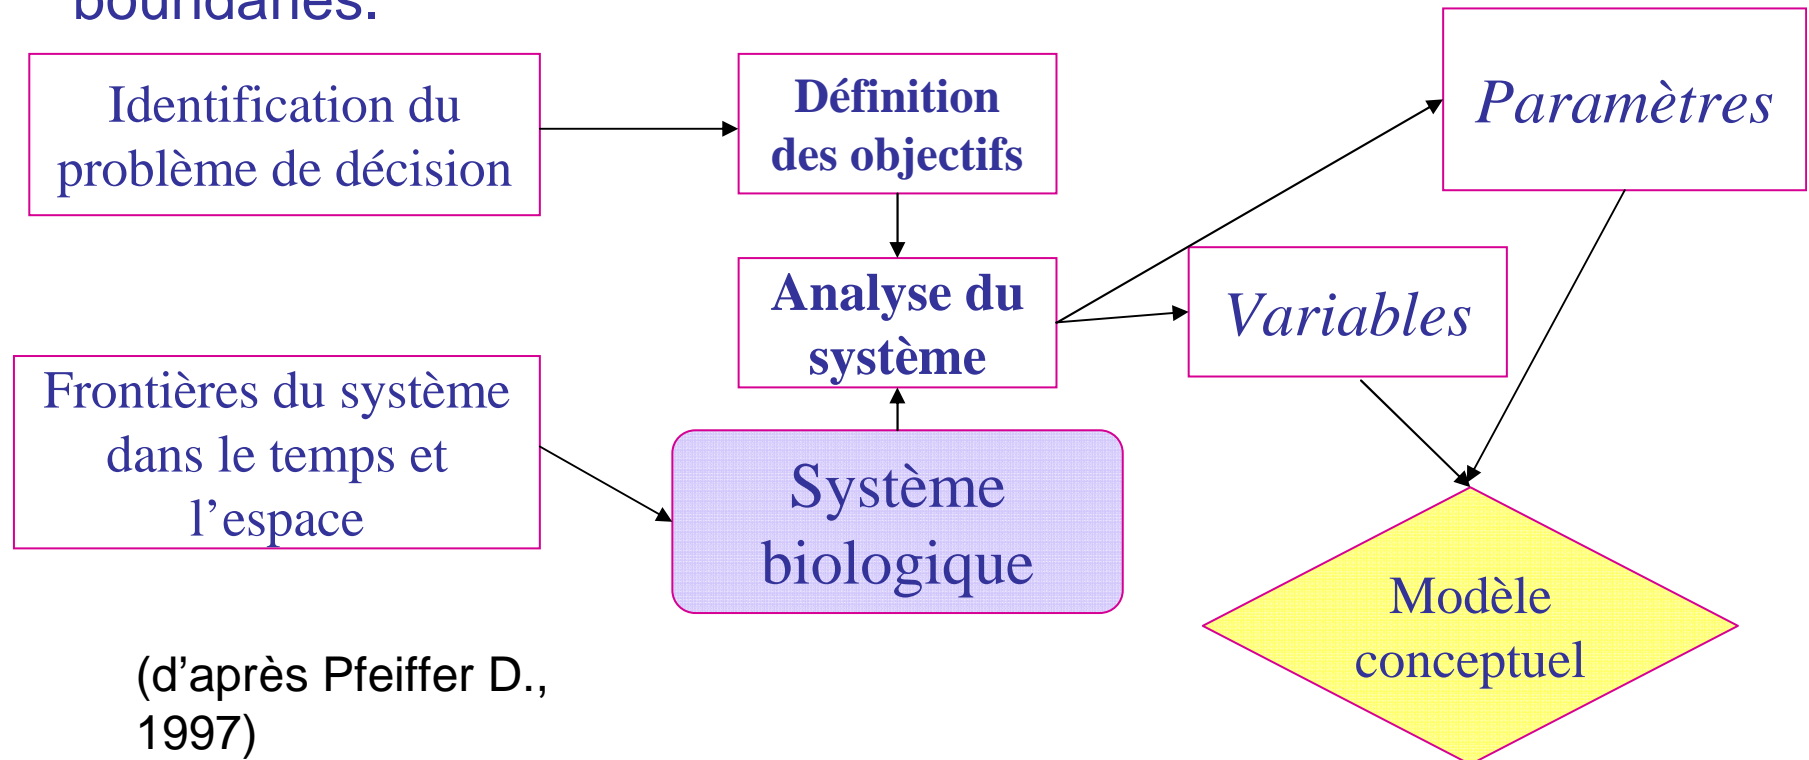 boundaries.
Identification du
problème de décision
Définition
des objectifs
Paramètres
Analyse du
système
Variables
Frontières du système
dans le temps et
l’espace
Système
biologique
Modèle
conceptuel
(d’après Pfeiffer D.,
1997)